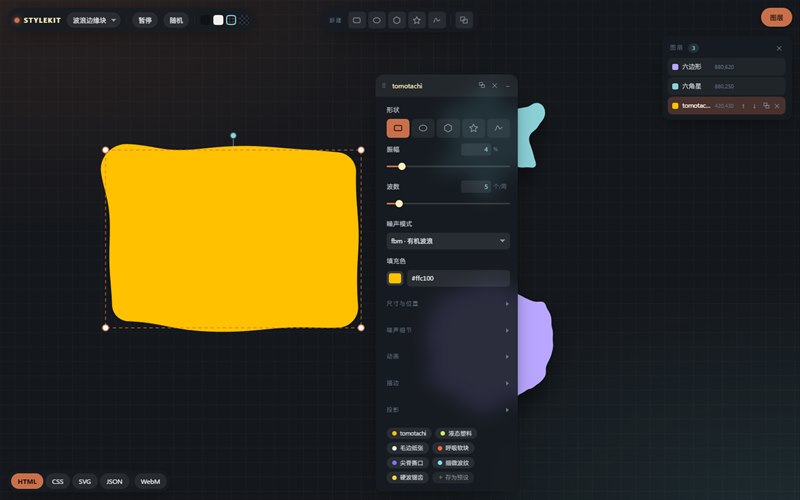 STYLEKIT
波浪边缘块
暂停
随机
新建
图层
图层 3
六边形 880,620
六角星 880,250
tomotac... 420,430
tomotachi
形状
振幅
4 %
波数
5 个/周
噪声模式
fbm · 有机波浪
填充色
#ffc100
尺寸与位置
噪声细节
动画
描边
投影
tomotachi
液态塑料
毛边纸张
呼吸软块
尖脊撕口
细微波纹
硬波锯齿
+ 存为预设
HTML
CSS
SVG
JSON
WebM